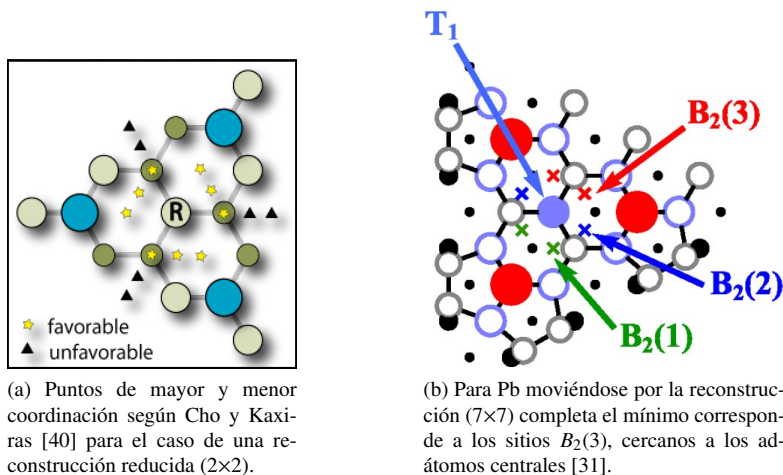 T1
R
B2(3)
B2(2)
B2(1)
favorable
unfavorable
(a) Puntos de mayor y menor
coordinación según Cho y Kaxi-
ras [40] para el caso de una re-
construcción reducida (2×2).
(b) Para Pb moviéndose por la reconstruc-
ción (7×7) completa el mínimo correspon-
de a los sitios B2(3), cercanos a los ad-
átomos centrales [31].